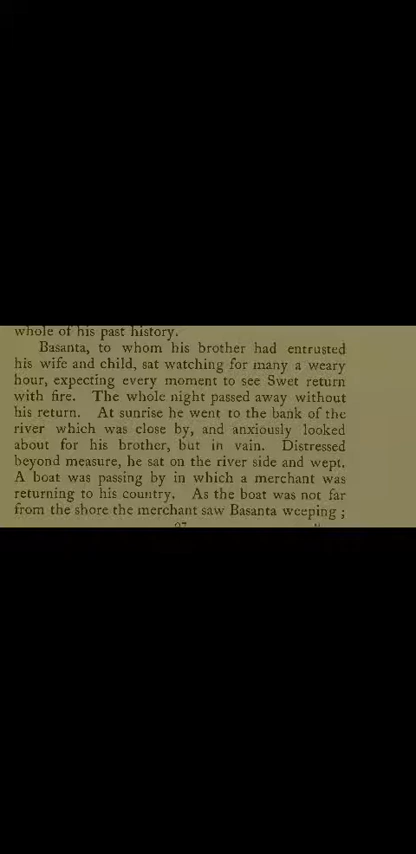 whole of his past history.
Basanta, to whom his brother had entrusted
his wife and child, sat watching for many a weary
hour, expecting every moment to see Swet return
with fire. The whole night passed away without
his return. At sunrise he went to the bank of the
river which was close by, and anxiously looked
about for his brother, but in vain. Distressed
beyond measure, he sat on the river side and wept.
A boat was passing by in which a merchant was
returning to his country. As the boat was not far
from the shore the merchant saw Basanta weeping ;